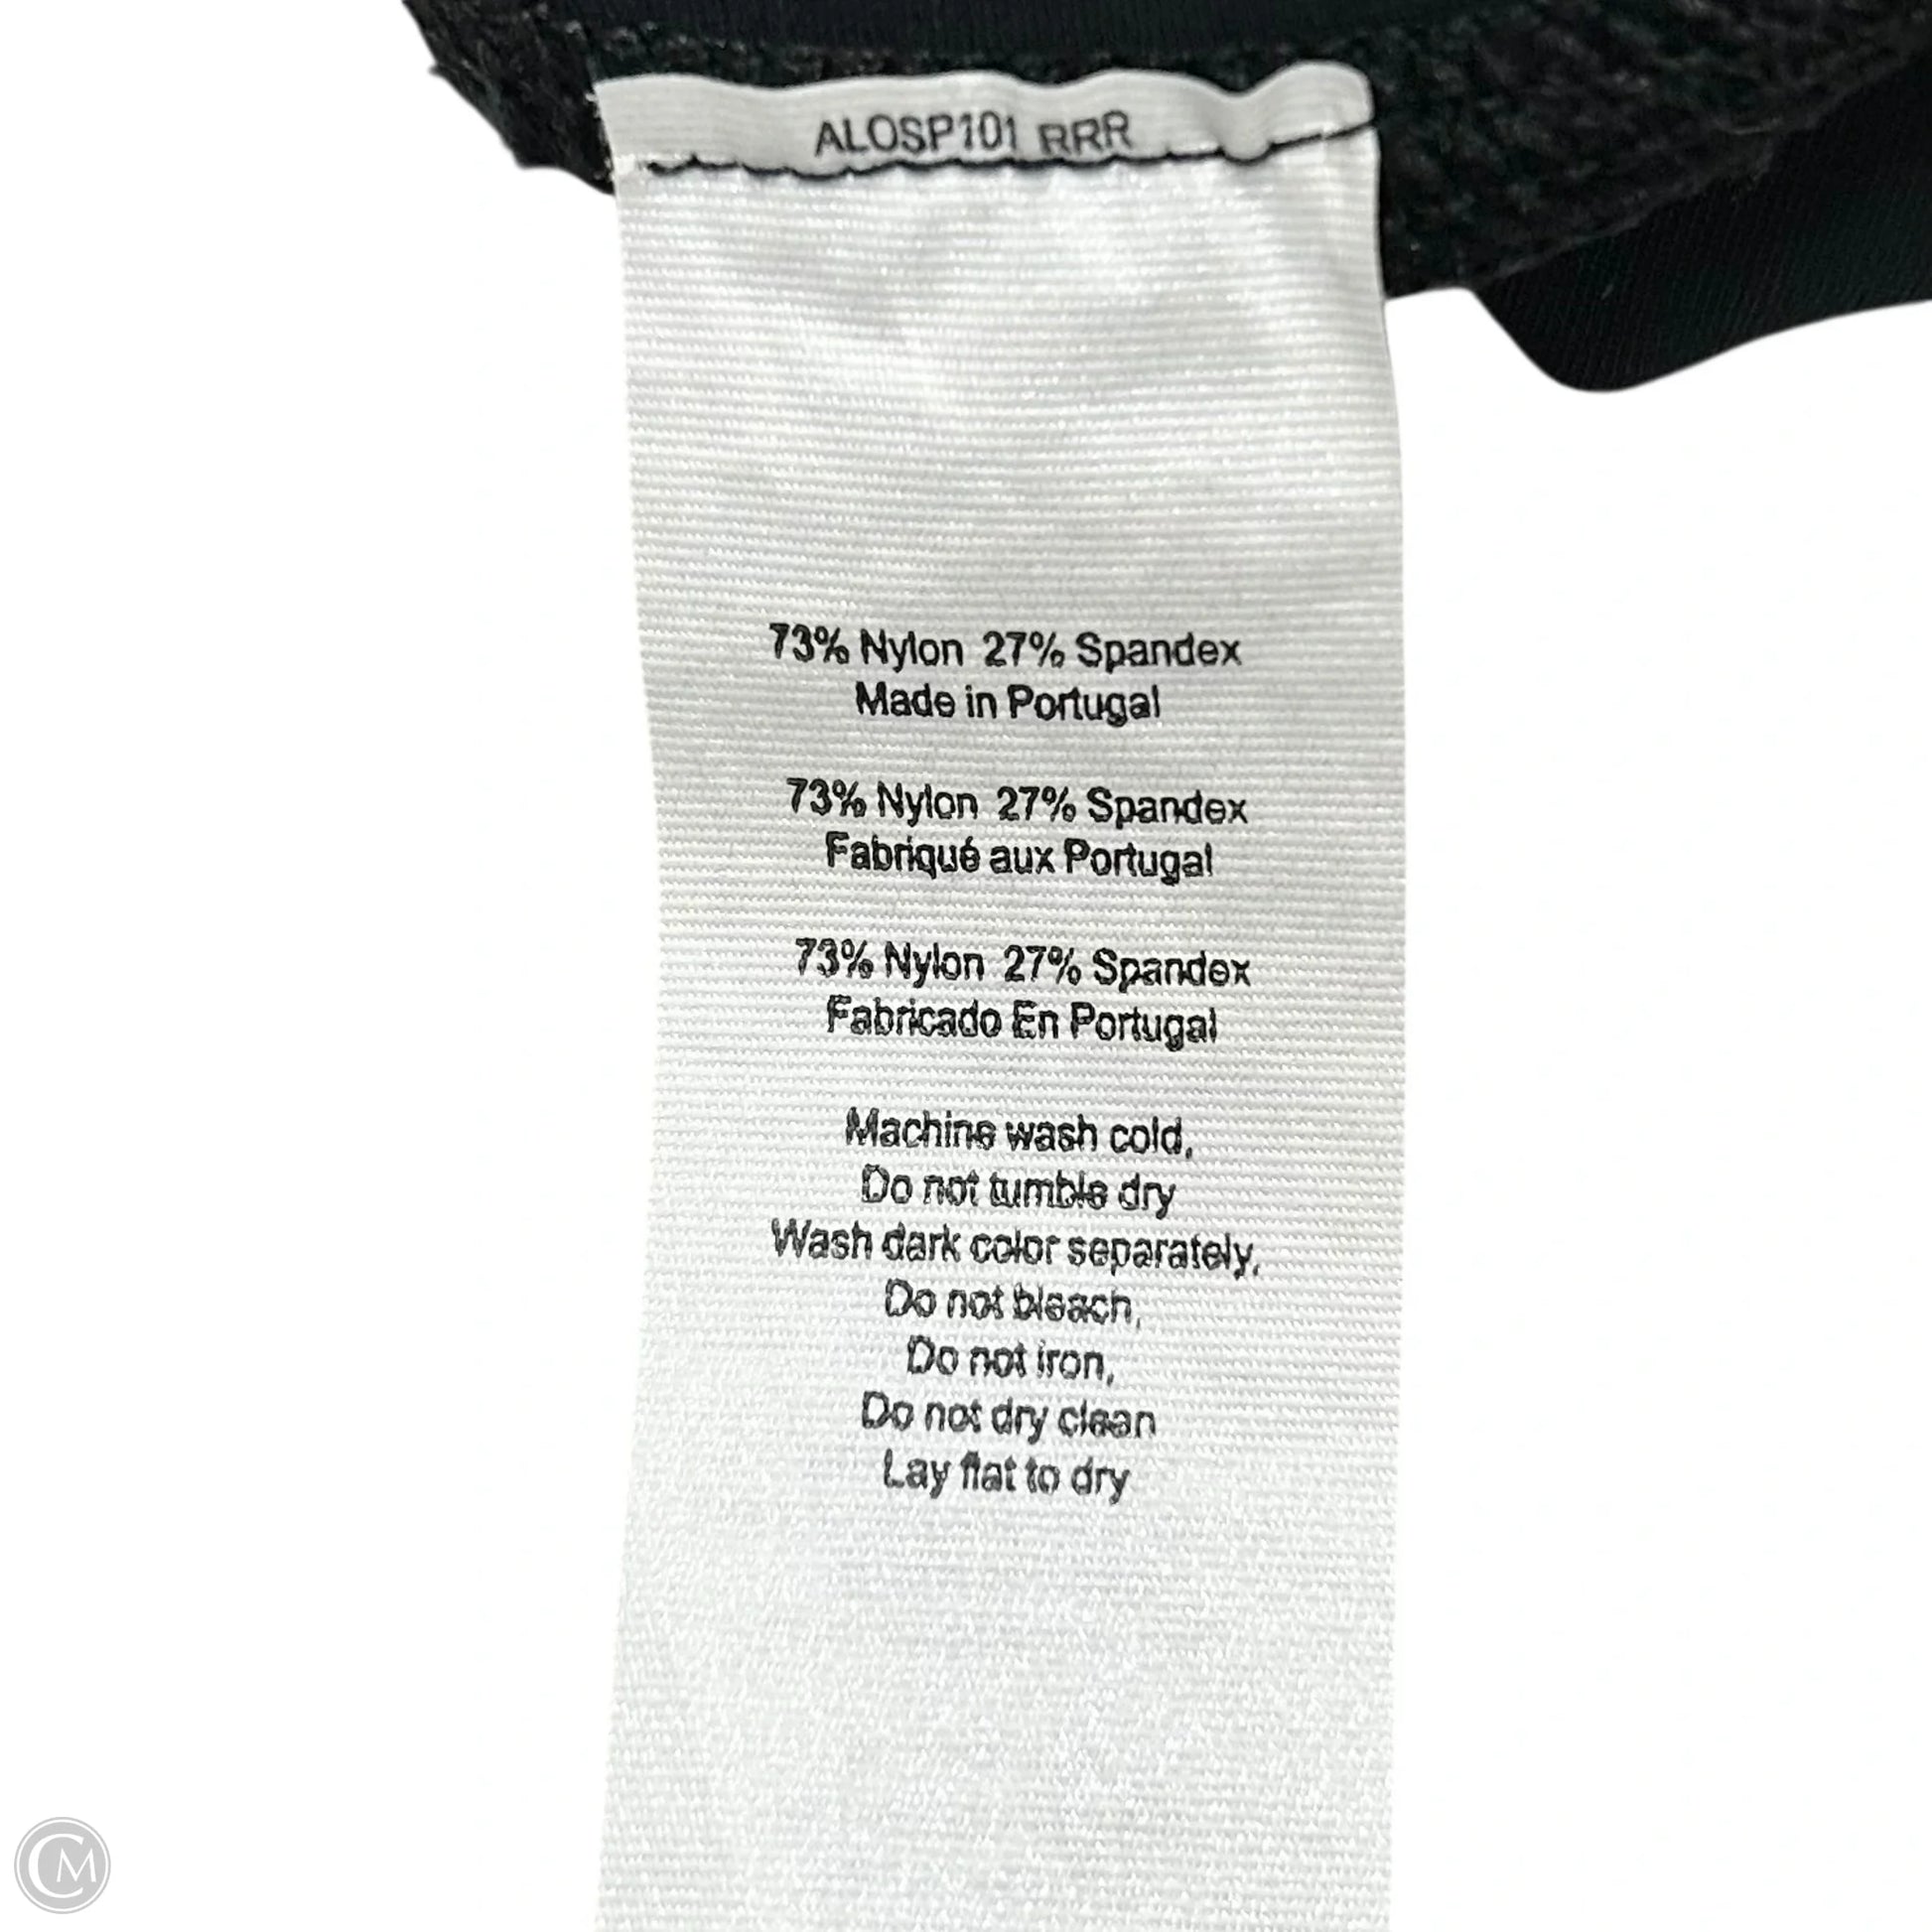 ALOSP101 RRR
73% Nylon 27% Spandex
Made in Portugal
73% Nylon 27% Spandex
Fabriqué aux Portugal
73% Nylon 27% Spandex
Fabricado En Portugal
Machine wash cold,
Do not tumble dry
Wash dark color separately,
Do not bleach,
Do not iron,
Do not dry clean
Lay flat to dry
CM